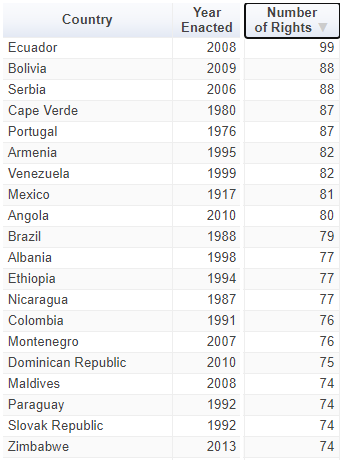 Country Year Enacted Number of Rights ▼
Ecuador 2008 99
Bolivia 2009 88
Serbia 2006 88
Cape Verde 1980 87
Portugal 1976 87
Armenia 1995 82
Venezuela 1999 82
Mexico 1917 81
Angola 2010 80
Brazil 1988 79
Albania 1998 77
Ethiopia 1994 77
Nicaragua 1987 77
Colombia 1991 76
Montenegro 2007 76
Dominican Republic 2010 75
Maldives 2008 74
Paraguay 1992 74
Slovak Republic 1992 74
Zimbabwe 2013 74